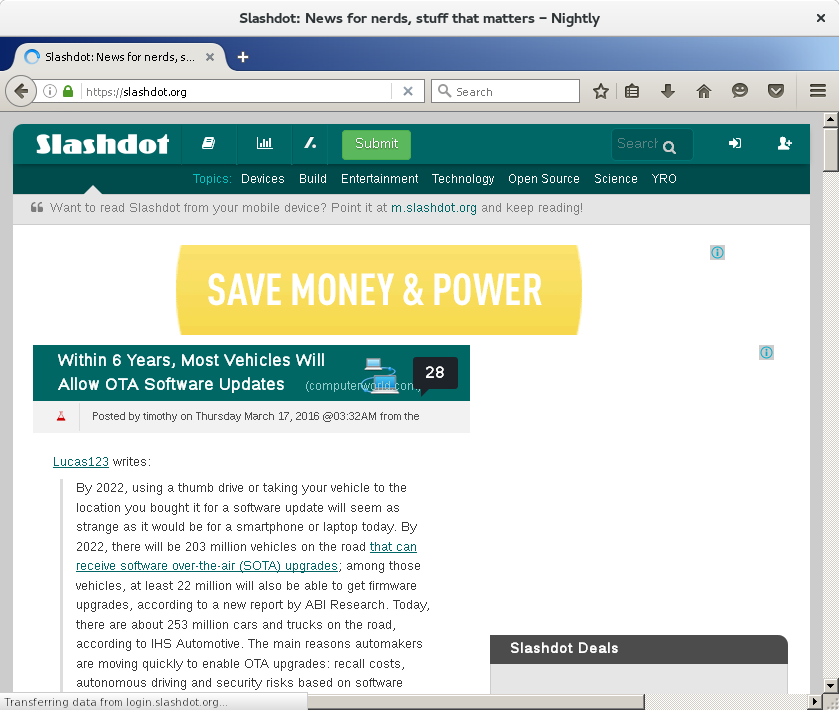 Slashdot: News for nerds, stuff that matters – Nightly
Slashdot: News for nerds, s...
https://slashdot.org
Search
Slashdot
Submit
Search
Topics: Devices Build Entertainment Technology Open Source Science YRO
Want to read Slashdot from your mobile device? Point it at m.slashdot.org and keep reading!
SAVE MONEY & POWER
Within 6 Years, Most Vehicles Will
Allow OTA Software Updates (computerworld.com)
28
Posted by timothy on Thursday March 17, 2016 @03:32AM from the
Lucas123 writes:
By 2022, using a thumb drive or taking your vehicle to the
location you bought it for a software update will seem as
strange as it would be for a smartphone or laptop today. By
2022, there will be 203 million vehicles on the road that can
receive software over-the-air (SOTA) upgrades; among those
vehicles, at least 22 million will also be able to get firmware
upgrades, according to a new report by ABI Research. Today,
there are about 253 million cars and trucks on the road,
according to IHS Automotive. The main reasons automakers
are moving quickly to enable OTA upgrades: recall costs,
autonomous driving and security risks based on software
Slashdot Deals
Transferring data from login.slashdot.org...